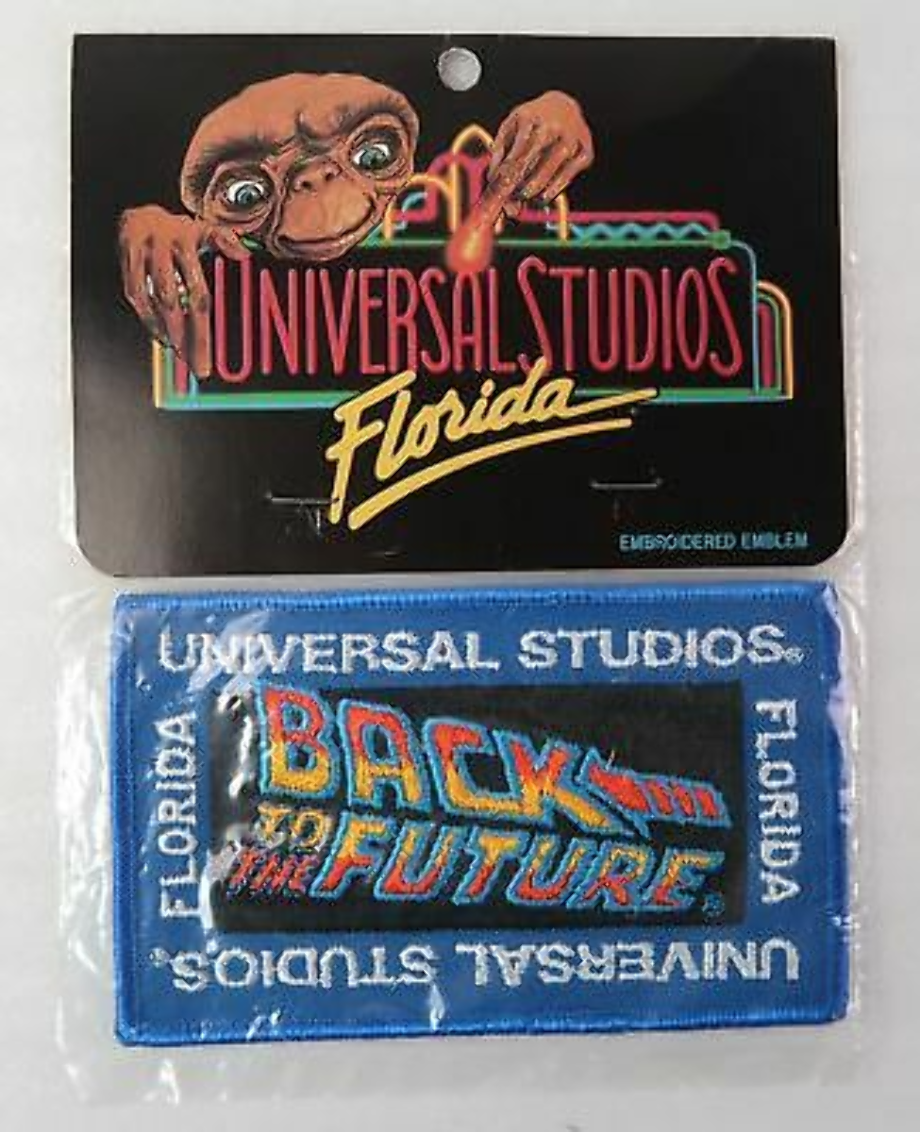 UNIVERSAL STUDIOS
Florida
EMBROIDERED EMBLEM
UNIVERSAL STUDIOS®
FLORIDA
BACK
TO
THE FUTURE®
FLORIDA
UNIVERSAL STUDIOS®